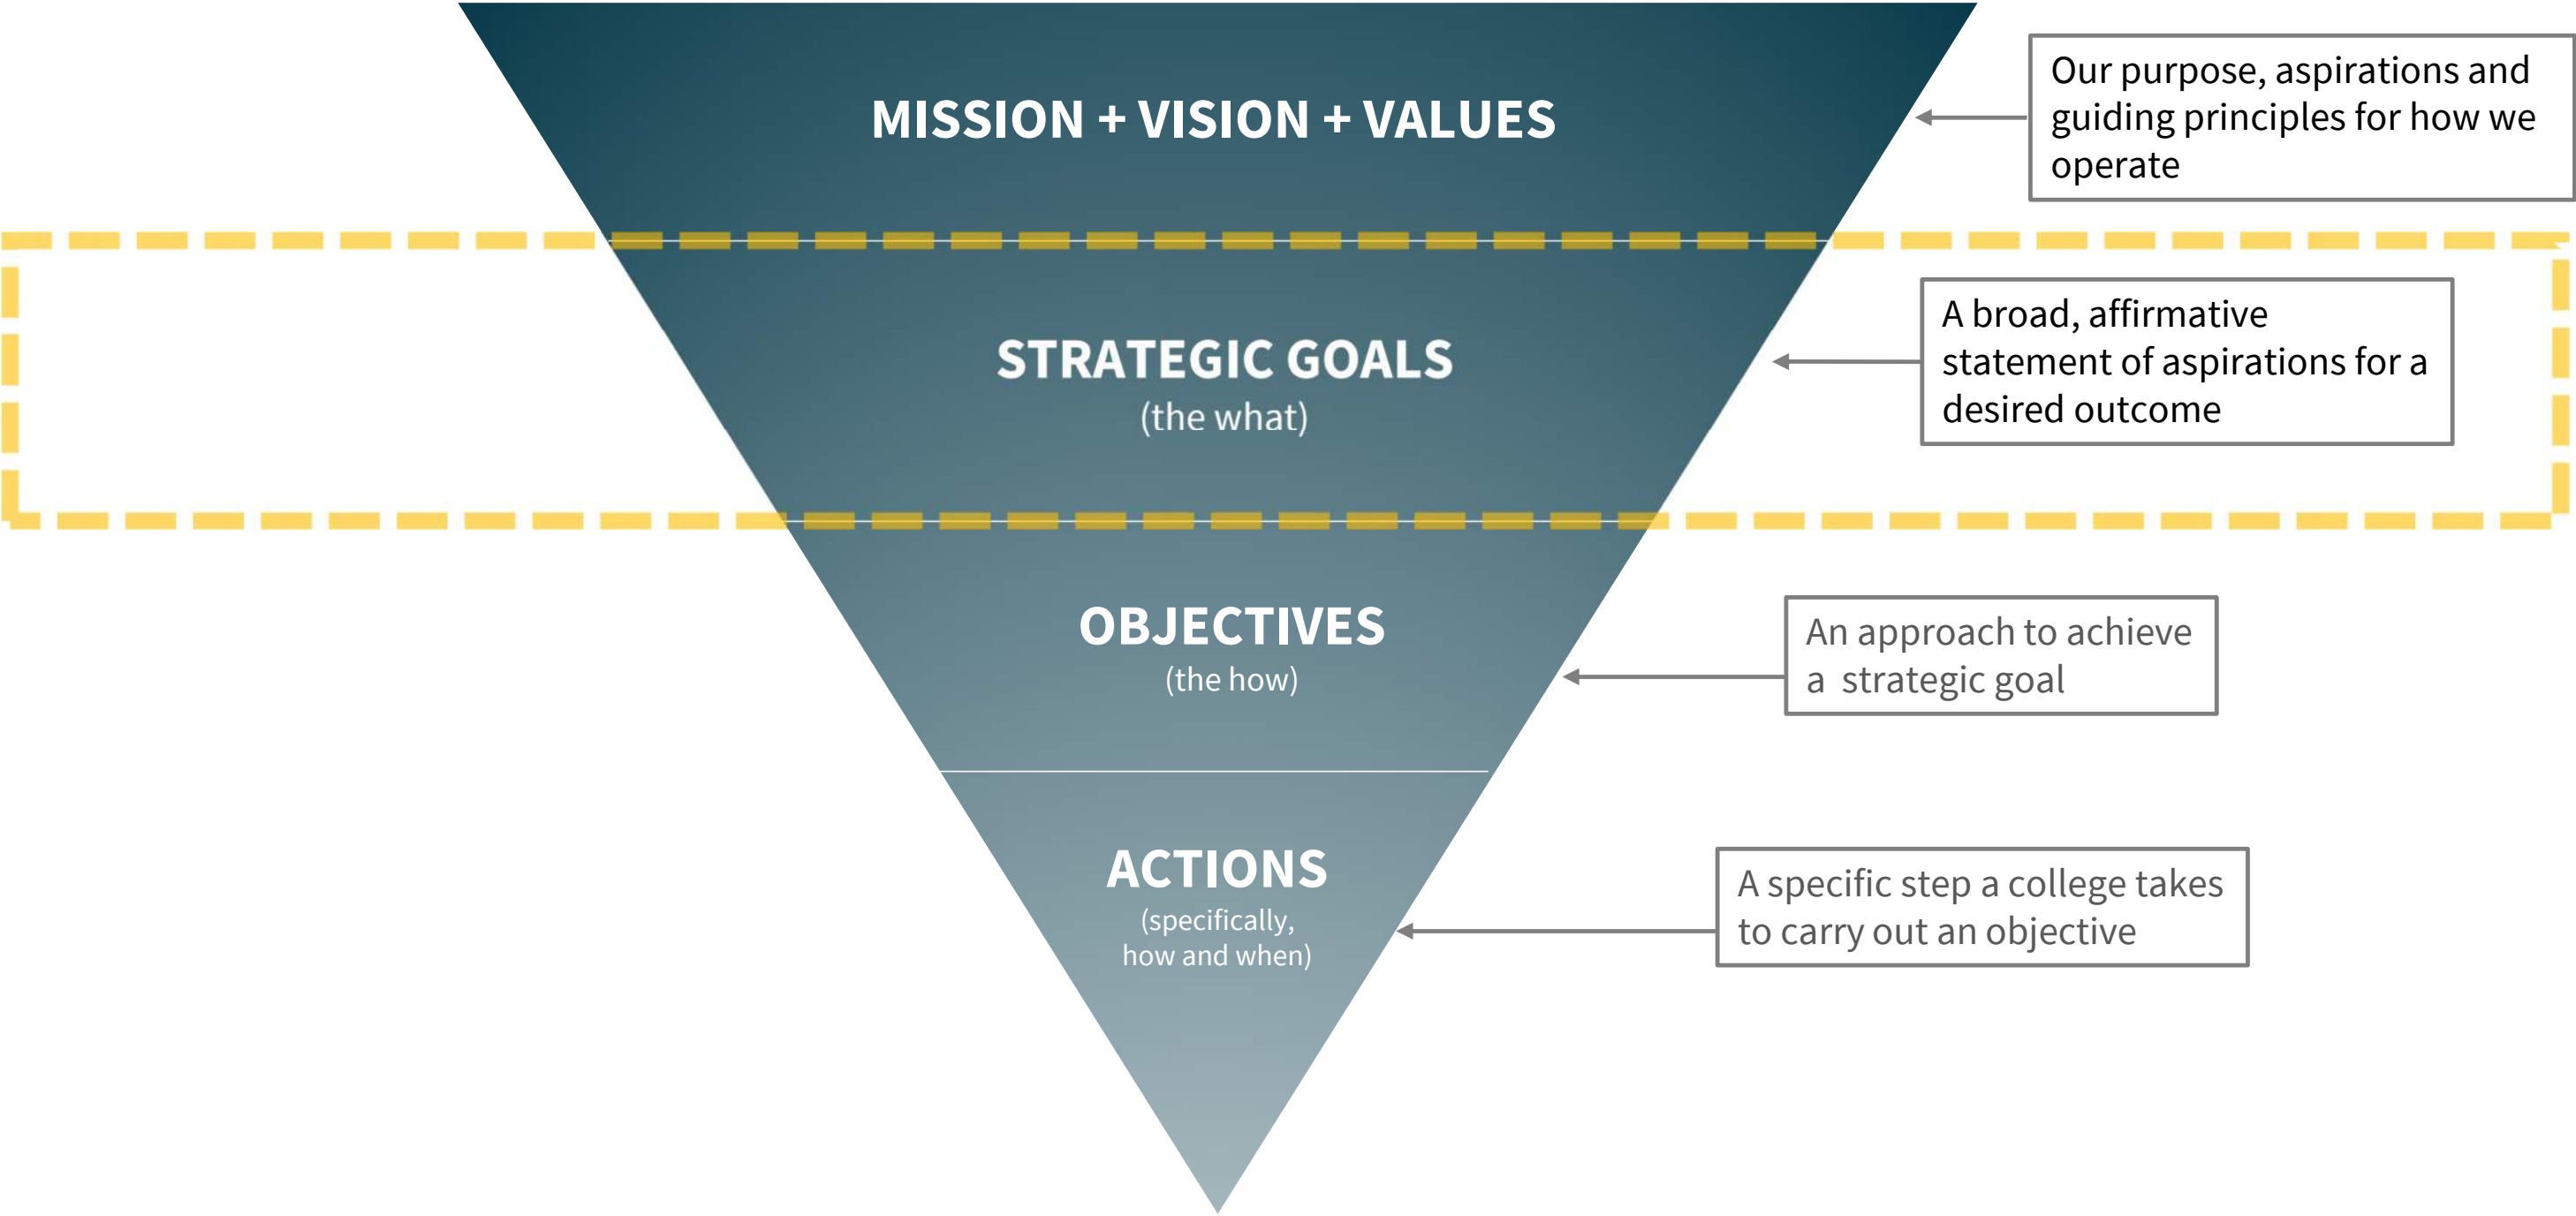 MISSION + VISION + VALUES
Our purpose, aspirations and
guiding principles for how we
operate
STRATEGIC GOALS
(the what)
A broad, affirmative
statement of aspirations for a
desired outcome
OBJECTIVES
(the how)
An approach to achieve
a  strategic goal
ACTIONS
(specifically,
how and when)
A specific step a college takes
to carry out an objective